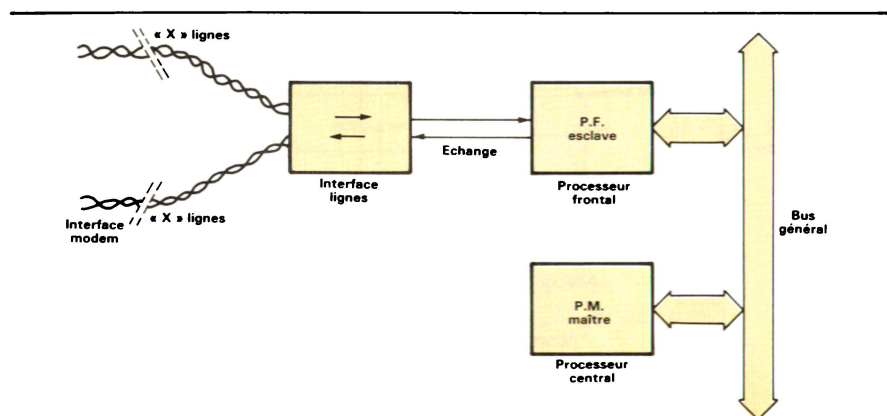 « X » lignes
P.F.
esclave
Echange
Interface
lignes
Processeur
frontal
Interface
modem
« X » lignes
Bus
général
P.M.
maître
Processeur
central